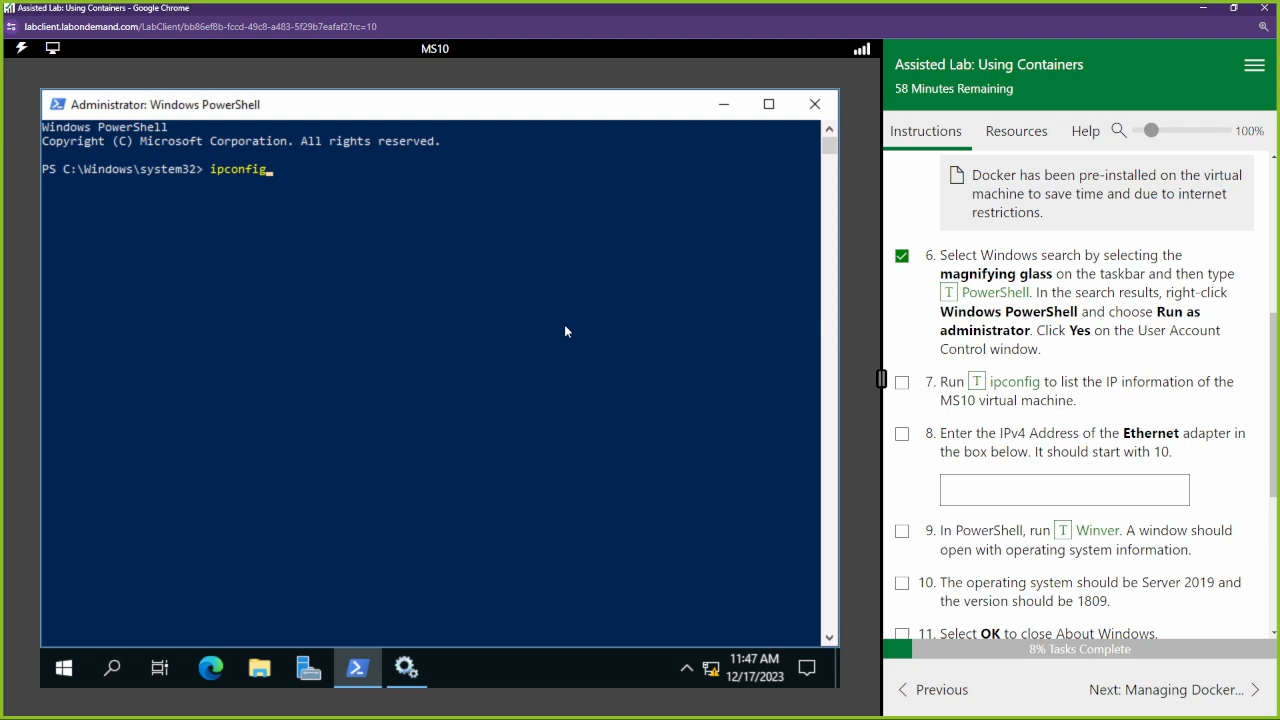 Assisted Lab: Using Containers - Google Chrome
labclient.labondemand.com/LabClient/bb86ef8b-fccd-49c8-a483-5f29b7eafaf2?rc=10
MS10
Administrator: Windows PowerShell
Windows PowerShell
Copyright (C) Microsoft Corporation. All rights reserved.
PS C:\Windows\system32> ipconfig_
11:47 AM
12/17/2023
Assisted Lab: Using Containers
58 Minutes Remaining
Instructions Resources Help 100%
Docker has been pre-installed on the virtual
machine to save time and due to internet
restrictions.
6. Select Windows search by selecting the
magnifying glass on the taskbar and then type
T PowerShell. In the search results, right-click
Windows PowerShell and choose Run as
administrator. Click Yes on the User Account
Control window.
7. Run T ipconfig to list the IP information of the
MS10 virtual machine.
8. Enter the IPv4 Address of the Ethernet adapter in
the box below. It should start with 10.
9. In PowerShell, run T Winver. A window should
open with operating system information.
10. The operating system should be Server 2019 and
the version should be 1809.
11. Select OK to close About Windows.
8% Tasks Complete
Previous Next: Managing Docker...